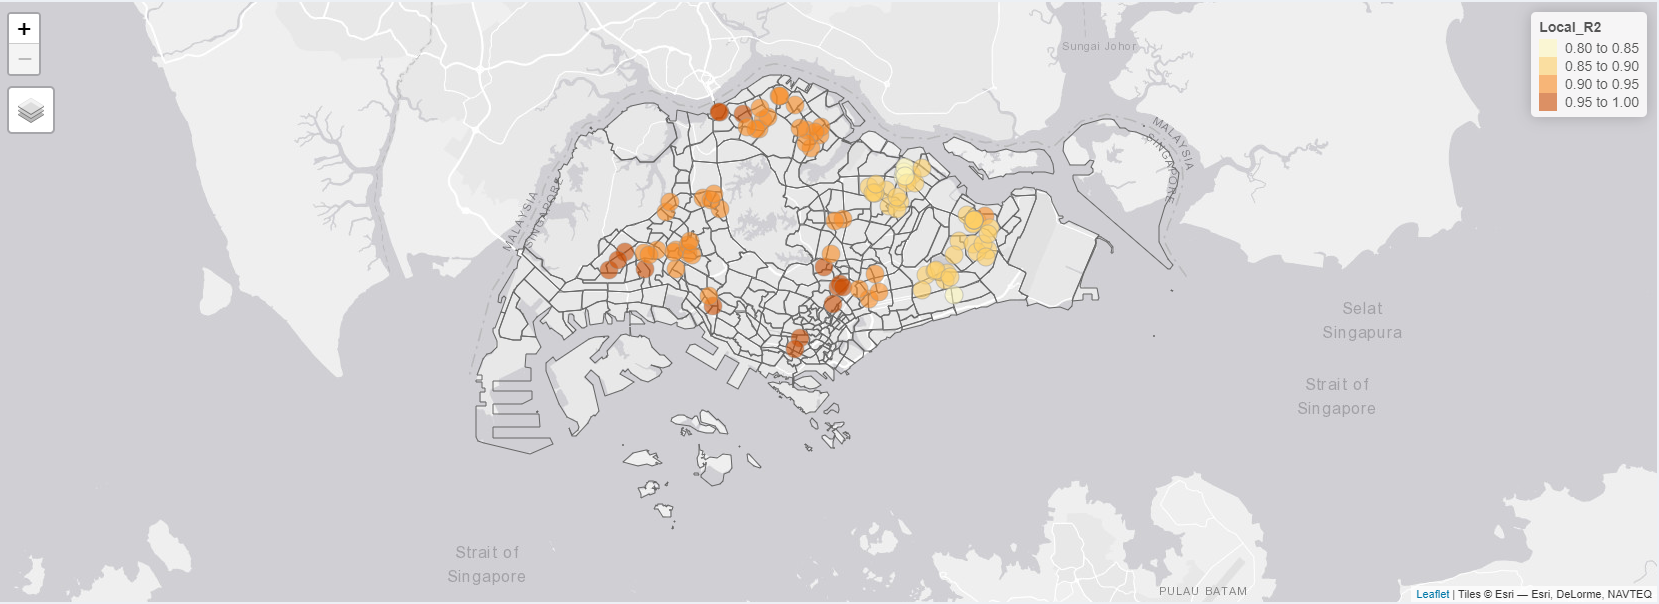 +
−
Local_R2
0.80 to 0.85
0.85 to 0.90
0.90 to 0.95
0.95 to 1.00
Sungai Johor
MALAYSIA
SINGAPORE
MALAYSIA
SINGAPORE
Selat
Singapura
Strait of
Singapore
Strait of
Singapore
PULAU BATAM
Leaflet | Tiles © Esri — Esri, DeLorme, NAVTEQ